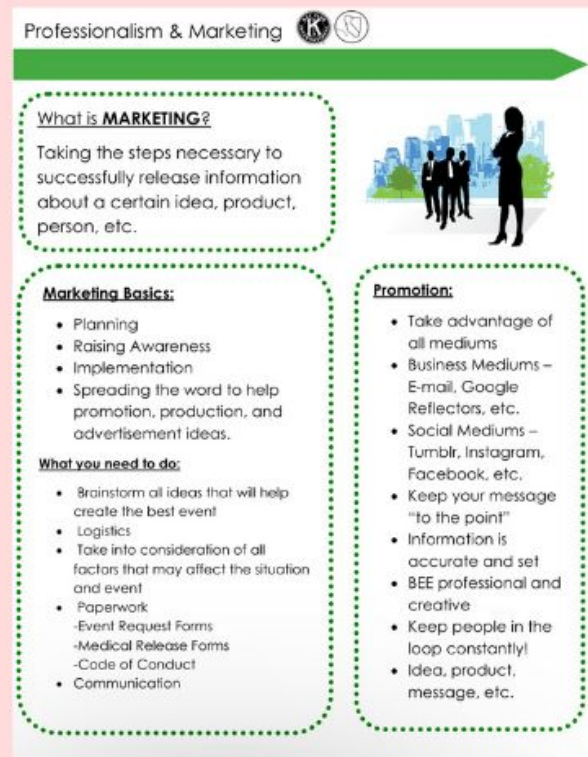 Professionalism & Marketing
K
What is MARKETING?
Taking the steps necessary to
successfully release information
about a certain idea, product,
person, etc.
Marketing Basics:
• Planning
• Raising Awareness
• Implementation
• Spreading the word to help
promotion, production, and
advertisement ideas.
What you need to do:
• Brainstorm all ideas that will help
create the best event
• Logistics
• Take into consideration of all
factors that may affect the situation
and event
• Paperwork
-Event Request Forms
-Medical Release Forms
-Code of Conduct
• Communication
Promotion:
• Take advantage of
all mediums
• Business Mediums –
E-mail, Google
Reflectors, etc.
• Social Mediums –
Tumblr, Instagram,
Facebook, etc.
• Keep your message
"to the point"
• Information is
accurate and set
• BEE professional and
creative
• Keep people in the
loop constantly!
• Idea, product,
message, etc.